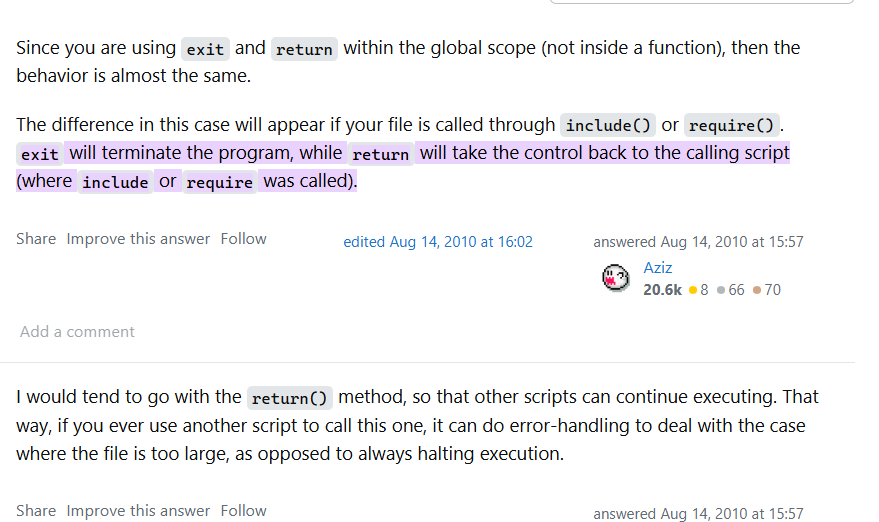 Since you are using exit and return within the global scope (not inside a function), then the
behavior is almost the same.
The difference in this case will appear if your file is called through include() or require().
exit will terminate the program, while return will take the control back to the calling script
(where include or require was called).
Share Improve this answer Follow
edited Aug 14, 2010 at 16:02
answered Aug 14, 2010 at 15:57
Aziz
20.6k 8 66 70
Add a comment
I would tend to go with the return() method, so that other scripts can continue executing. That
way, if you ever use another script to call this one, it can do error-handling to deal with the case
where the file is too large, as opposed to always halting execution.
Share Improve this answer Follow
answered Aug 14, 2010 at 15:57